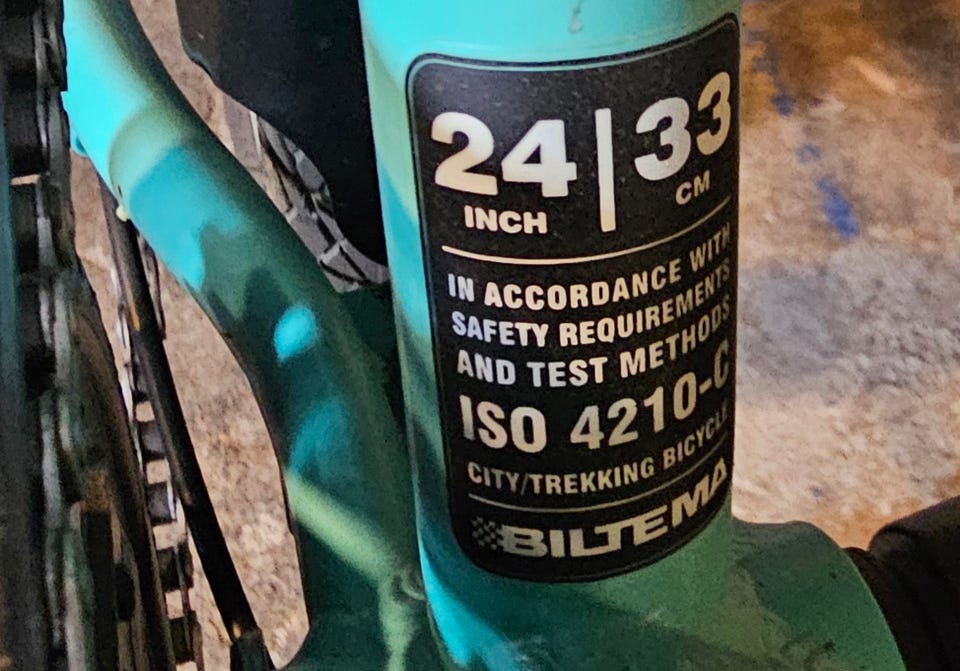 24 | 33
INCH CM
IN ACCORDANCE WITH
SAFETY REQUIREMENTS
AND TEST METHODS
ISO 4210-C
CITY/TREKKING BICYCLE
BILTEMA